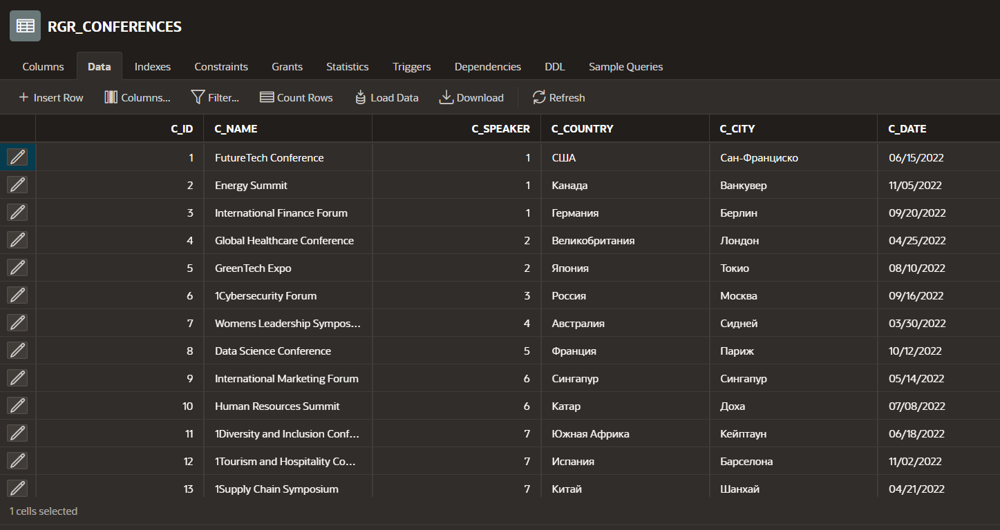 RGR_CONFERENCES
Columns Data Indexes Constraints Grants Statistics Triggers Dependencies DDL Sample Queries
+ Insert Row Columns... Filter... Count Rows Load Data Download Refresh
C_ID C_NAME C_SPEAKER C_COUNTRY C_CITY C_DATE
1 FutureTech Conference 1 США Сан-Франциско 06/15/2022
2 Energy Summit 1 Канада Ванкувер 11/05/2022
3 International Finance Forum 1 Германия Берлин 09/20/2022
4 Global Healthcare Conference 2 Великобритания Лондон 04/25/2022
5 GreenTech Expo 2 Япония Токио 08/10/2022
6 1Cybersecurity Forum 3 Россия Москва 09/16/2022
7 Womens Leadership Sympos... 4 Австралия Сидней 03/30/2022
8 Data Science Conference 5 Франция Париж 10/12/2022
9 International Marketing Forum 6 Сингапур Сингапур 05/14/2022
10 Human Resources Summit 6 Катар Доха 07/08/2022
11 1Diversity and Inclusion Conf... 7 Южная Африка Кейптаун 06/18/2022
12 1Tourism and Hospitality Co... 7 Испания Барселона 11/02/2022
13 1Supply Chain Symposium 7 Китай Шанхай 04/21/2022
1 cells selected